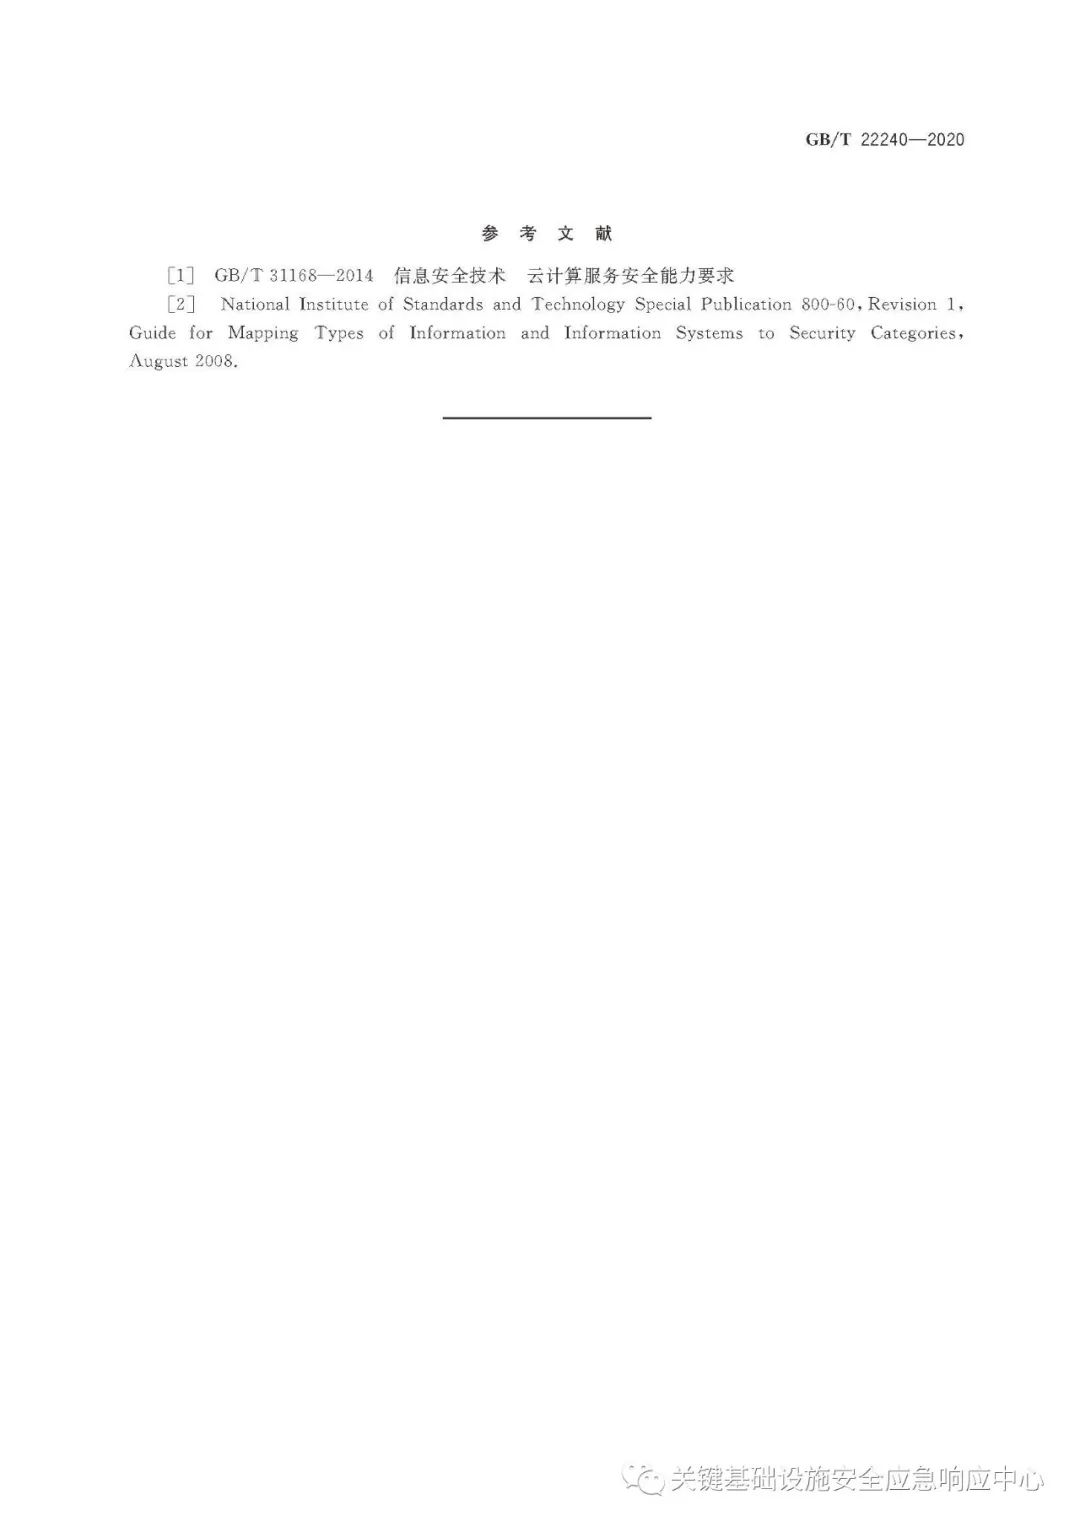 GB/T 22240—2020
参 考 文 献
[1] GB/T 31168—2014 信息安全技术 云计算服务安全能力要求
[2] National Institute of Standards and Technology Special Publication 800-60, Revision 1,
Guide for Mapping Types of Information and Information Systems to Security Categories,
August 2008.
关键基础设施安全应急响应中心